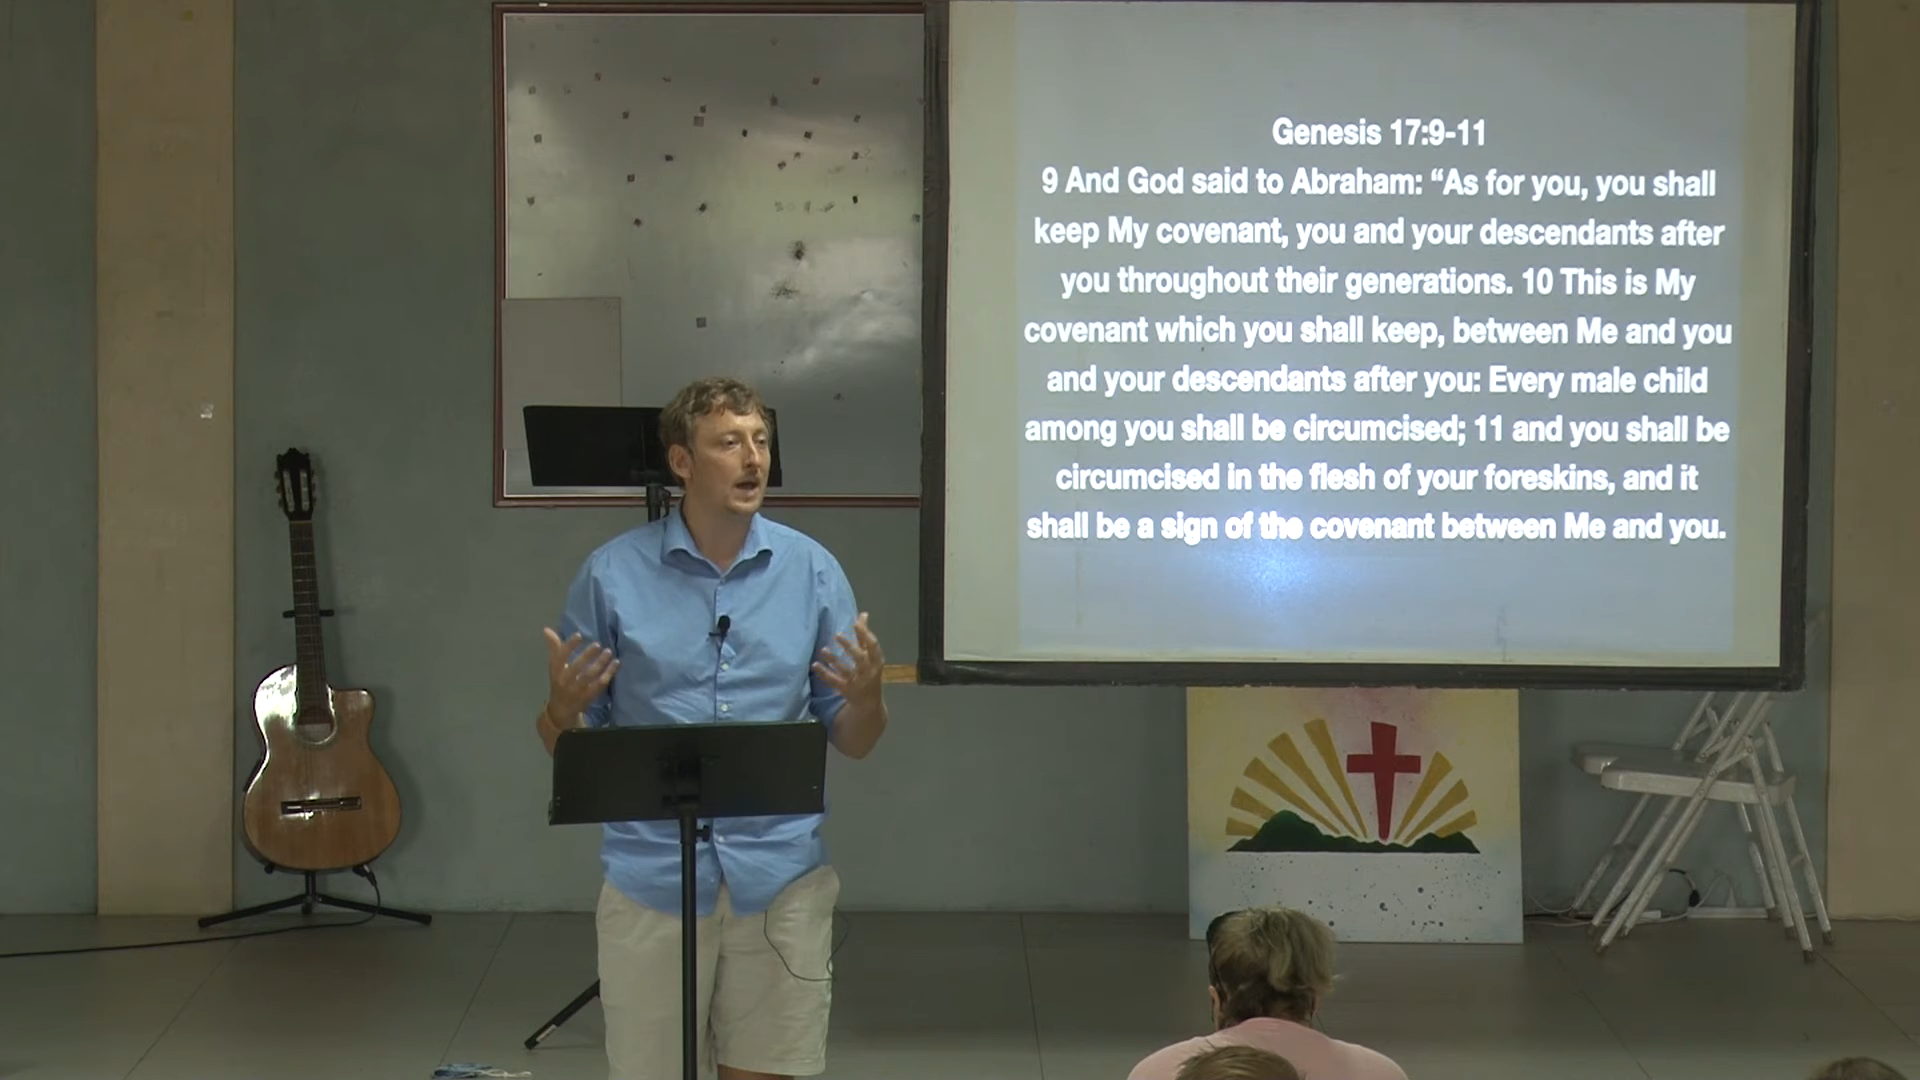 Genesis 17:9-11
9 And God said to Abraham: “As for you, you shall
keep My covenant, you and your descendants after
you throughout their generations. 10 This is My
covenant which you shall keep, between Me and you
and your descendants after you: Every male child
among you shall be circumcised; 11 and you shall be
circumcised in the flesh of your foreskins, and it
shall be a sign of the covenant between Me and you.